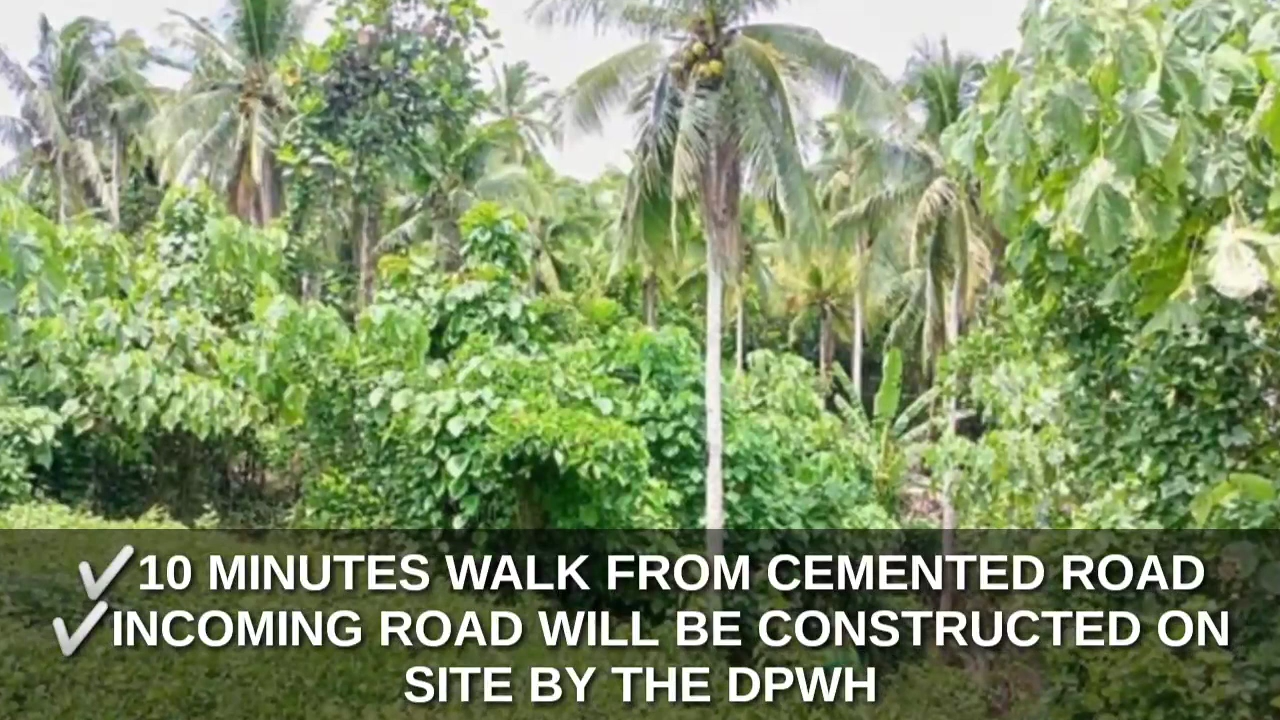 ✔10 MINUTES WALK FROM CEMENTED ROAD
✔INCOMING ROAD WILL BE CONSTRUCTED ON
SITE BY THE DPWH